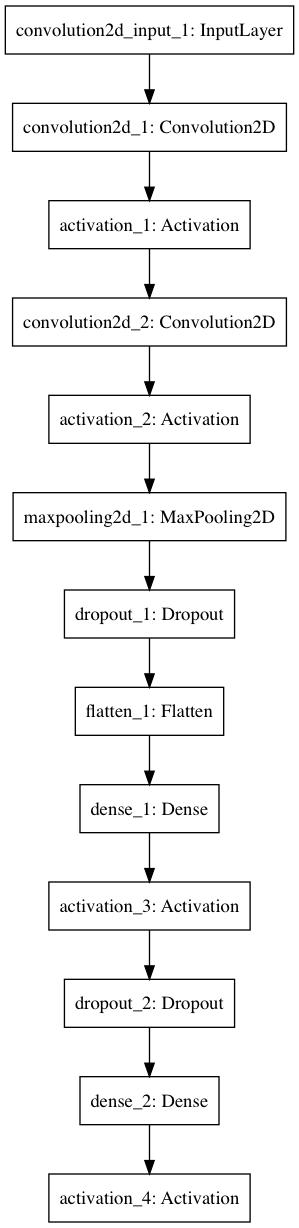 convolution2d_input_1: InputLayer
convolution2d_1: Convolution2D
activation_1: Activation
convolution2d_2: Convolution2D
activation_2: Activation
maxpooling2d_1: MaxPooling2D
dropout_1: Dropout
flatten_1: Flatten
dense_1: Dense
activation_3: Activation
dropout_2: Dropout
dense_2: Dense
activation_4: Activation